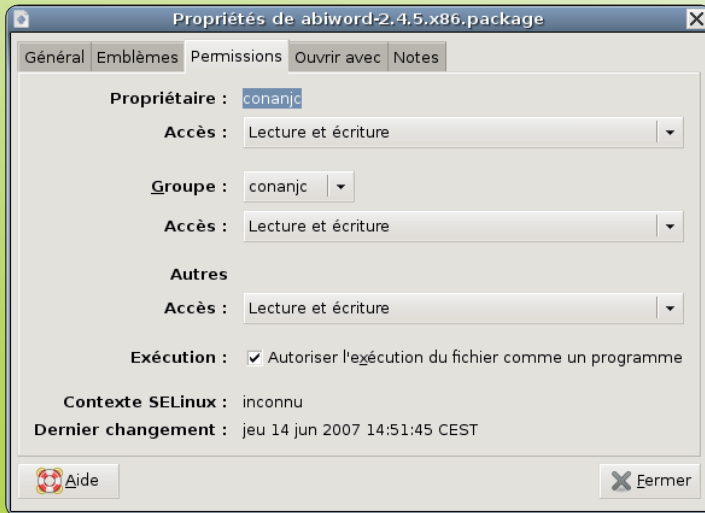 Propriétés de abiword-2.4.5.x86.package
Général Emblèmes Permissions Ouvrir avec Notes
Propriétaire : conanjc
Accès : Lecture et écriture
Groupe : conanjc
Accès : Lecture et écriture
Autres
Accès : Lecture et écriture
Exécution : Autoriser l'exécution du fichier comme un programme
Contexte SELinux : inconnu
Dernier changement : jeu 14 jun 2007 14:51:45 CEST
Aide Fermer